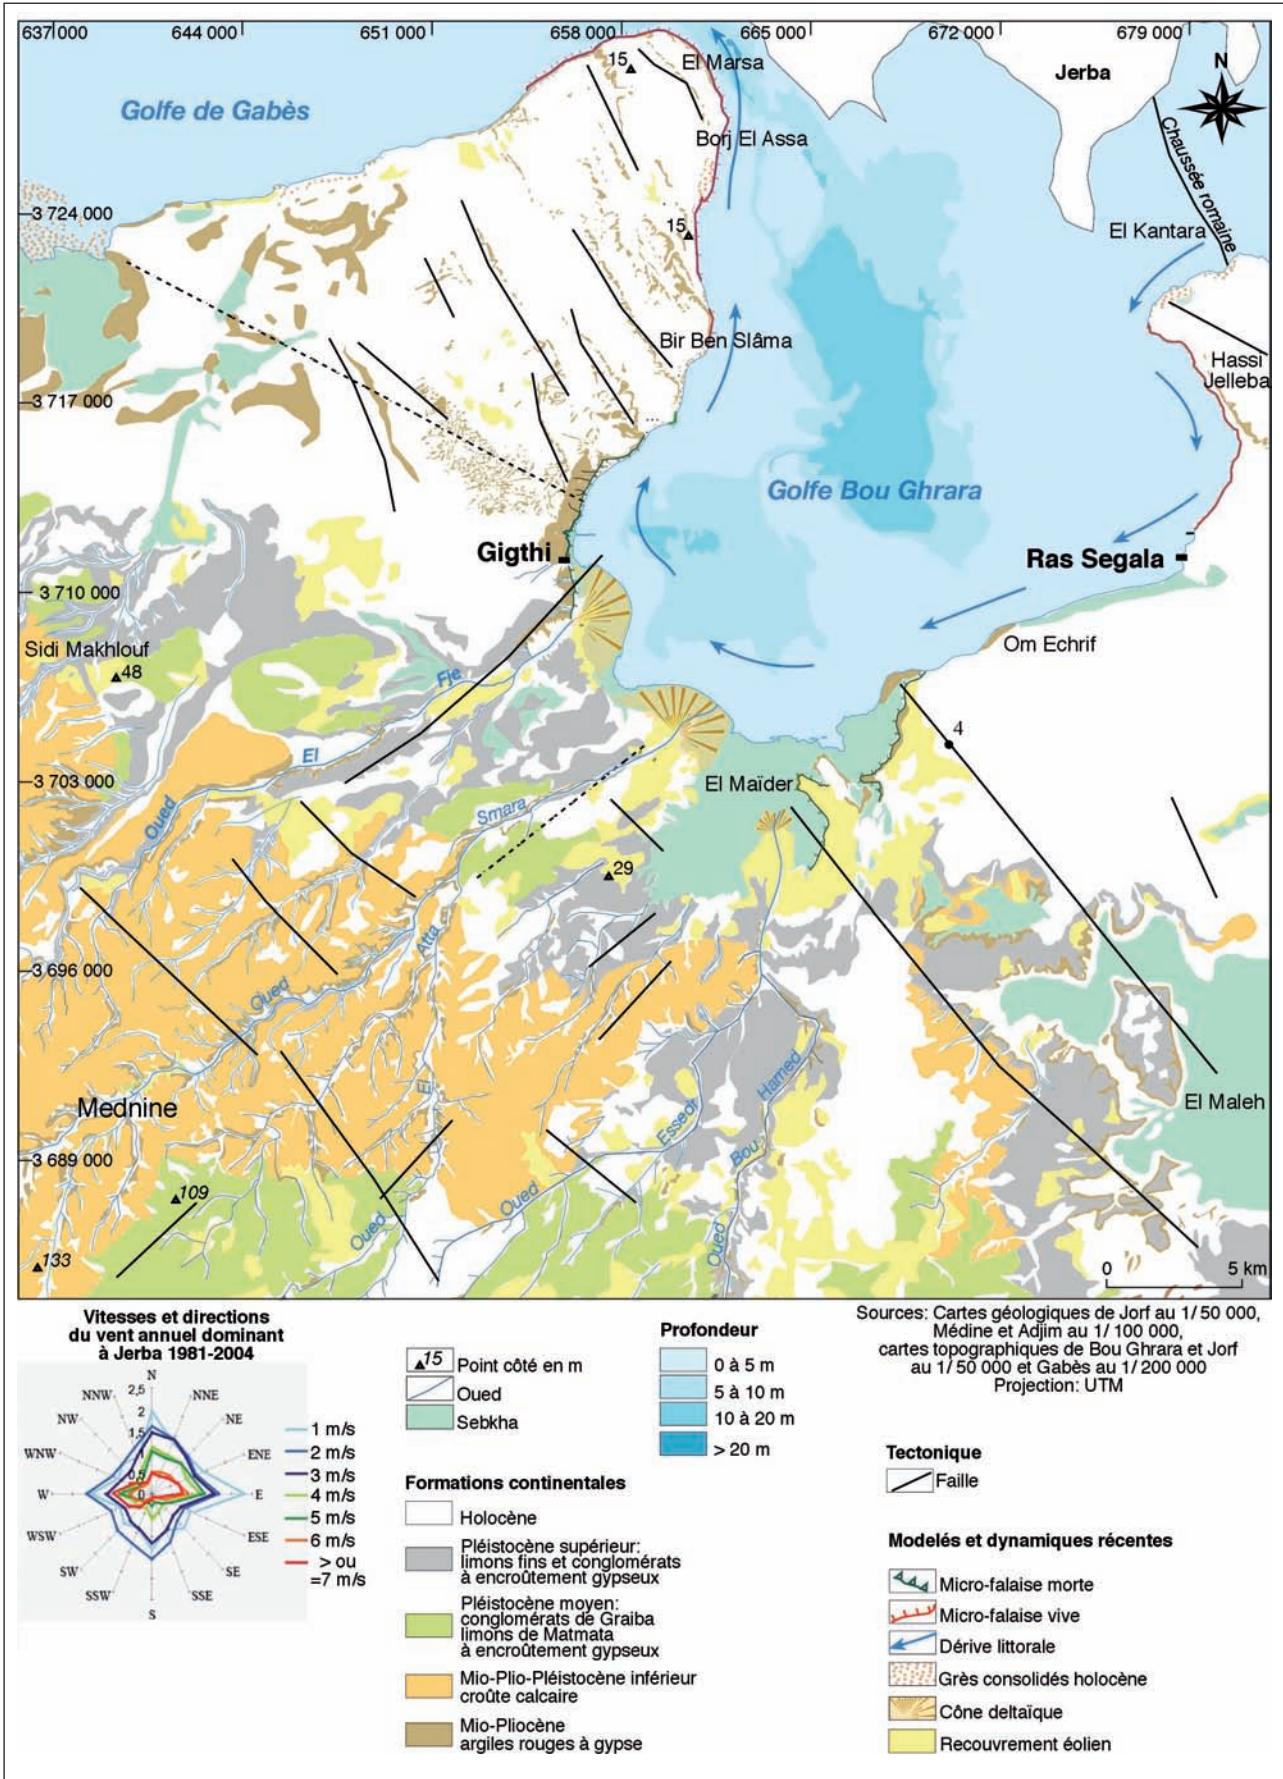 637 000
644 000
651 000
658 000
665 000
672 000
679 000
N
El Marsa
15
Jerba
Golfe de Gabès
Chaussée romaine
Borj El Assa
3 724 000
15
El Kantara
Bir Ben Slâma
Hassi
Jelleba
3 717 000
Golfe Bou Ghrara
Gigthi
Ras Segala
3 710 000
Sidi Makhlouf
48
Om Echrif
Oued El Fje
4
3 703 000
El Maïder
Oued Smara
29
Oued El Atta
3 696 000
Mednine
Oued Essedr
Oued Bou Hamed
El Maleh
3 689 000
109
133
0 5 km
Vitesses et directions
du vent annuel dominant
à Jerba 1981-2004
N
2,5
2
1,5
1
0,5
0
NNE
NE
ENE
E
ESE
SE
SSE
S
SSW
SW
WSW
W
WNW
NW
NNW
1 m/s
2 m/s
3 m/s
4 m/s
5 m/s
6 m/s
> ou
=7 m/s
15 Point côté en m
Oued
Sebkha
Formations continentales
Holocène
Pléistocène supérieur:
limons fins et conglomérats
à encroûtement gypseux
Pléistocène moyen:
conglomérats de Graiba
limons de Matmata
à encroûtement gypseux
Mio-Plio-Pléistocène inférieur
croûte calcaire
Mio-Pliocène
argiles rouges à gypse
Profondeur
0 à 5 m
5 à 10 m
10 à 20 m
> 20 m
Sources: Cartes géologiques de Jorf au 1/ 50 000,
Médine et Adjim au 1/ 100 000,
cartes topographiques de Bou Ghrara et Jorf
au 1/ 50 000 et Gabès au 1/ 200 000
Projection: UTM
Tectonique
Faille
Modelés et dynamiques récentes
Micro-falaise morte
Micro-falaise vive
Dérive littorale
Grès consolidés holocène
Cône deltaïque
Recouvrement éolien